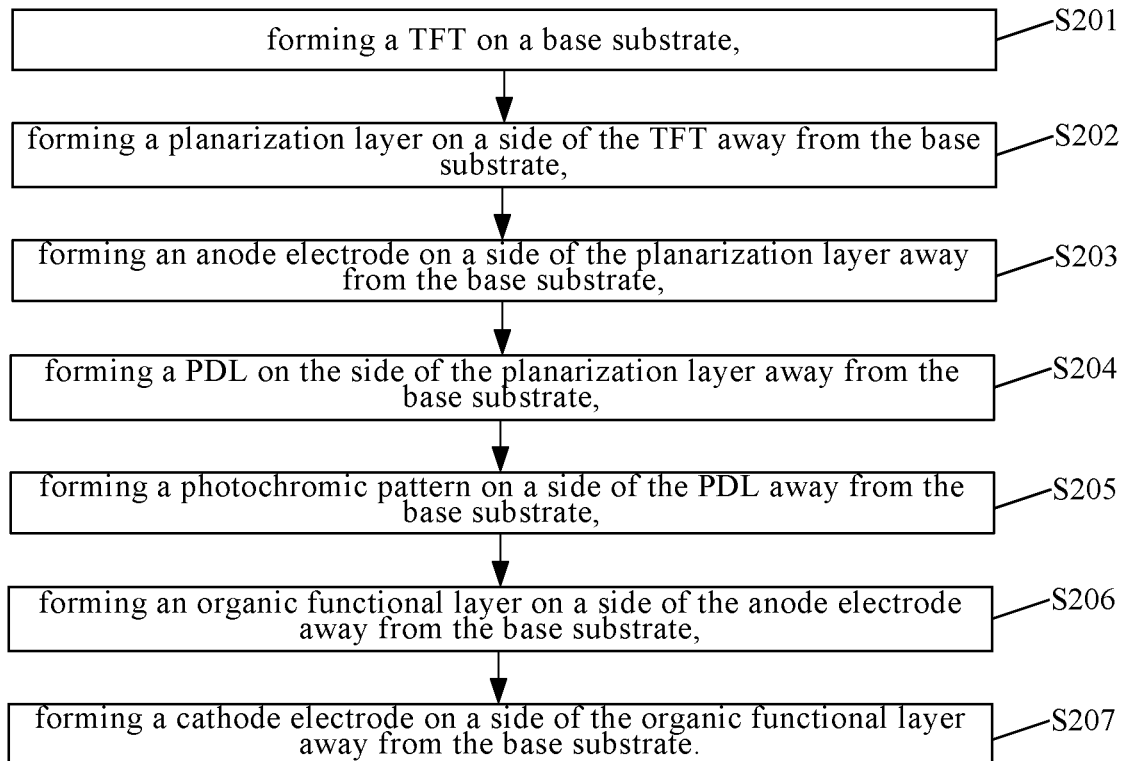 forming a TFT on a base substrate,
S201
forming a planarization layer on a side of the TFT away from the base
substrate,
S202
forming an anode electrode on a side of the planarization layer away
from the base substrate,
S203
forming a PDL on the side of the planarization layer away from the
base substrate,
S204
forming a photochromic pattern on a side of the PDL away from the
base substrate,
S205
forming an organic functional layer on a side of the anode electrode
away from the base substrate,
S206
forming a cathode electrode on a side of the organic functional layer
away from the base substrate.
S207